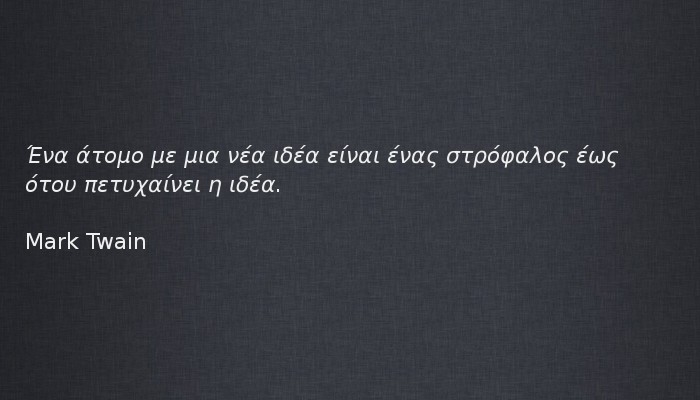 Ένα άτομο με μια νέα ιδέα είναι ένας στρόφαλος έως
ότου πετυχαίνει η ιδέα.
Mark Twain